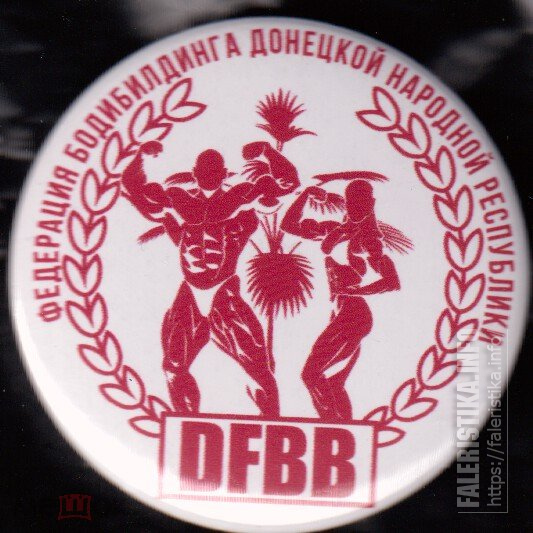 ФЕДЕРАЦИЯ БОДИБИЛДИНГА ДОНЕЦКОЙ НАРОДНОЙ РЕСПУБЛИКИ
DFBB
FALERISTIKA.INFO
https://faleristika.info